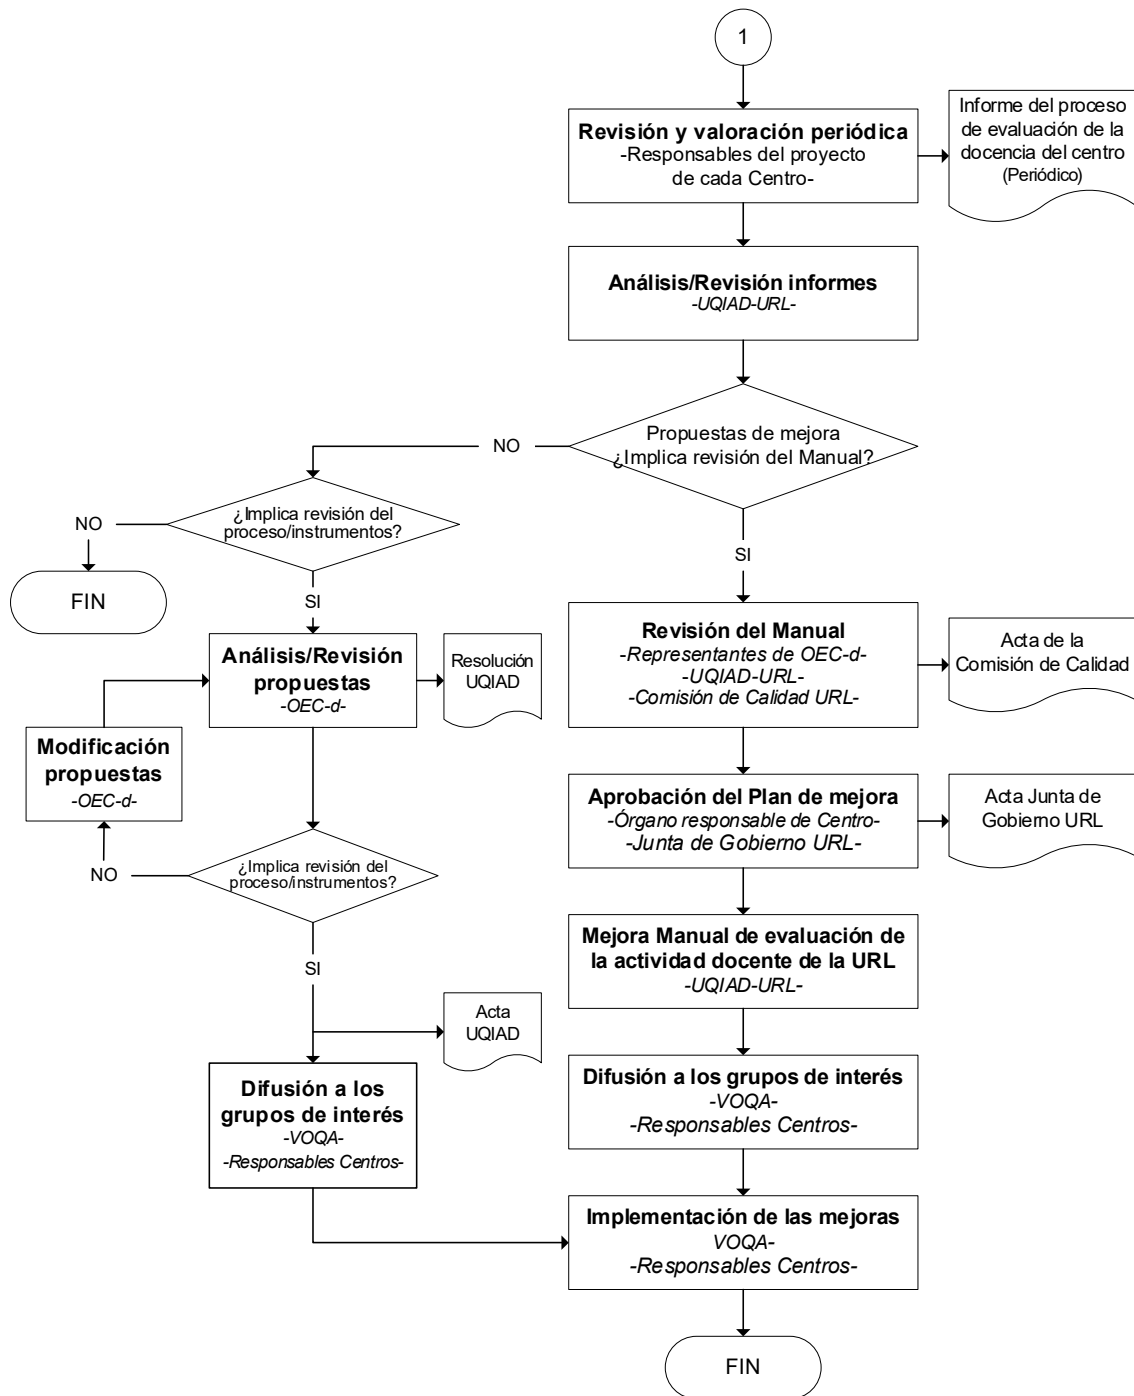 1
Revisión y valoración periódica
-Responsables del proyecto
de cada Centro-
Informe del proceso
de evaluación de la
docencia del centro
(Periódico)
Análisis/Revisión informes
-UQIAD-URL-
Propuestas de mejora
¿Implica revisión del Manual?
NO
¿Implica revisión del
proceso/instrumentos?
NO
FIN
SI
SI
Análisis/Revisión
propuestas
-OEC-d-
Resolución
UQIAD
Modificación
propuestas
-OEC-d-
¿Implica revisión del
proceso/instrumentos?
NO
SI
Acta
UQIAD
Difusión a los
grupos de interés
-VOQA-
-Responsables Centros-
Revisión del Manual
-Representantes de OEC-d-
-UQIAD-URL-
-Comisión de Calidad URL-
Acta de la
Comisión de Calidad
Aprobación del Plan de mejora
-Órgano responsable de Centro-
-Junta de Gobierno URL-
Acta Junta de
Gobierno URL
Mejora Manual de evaluación de
la actividad docente de la URL
-UQIAD-URL-
Difusión a los grupos de interés
-VOQA-
-Responsables Centros-
Implementación de las mejoras
VOQA-
-Responsables Centros-
FIN